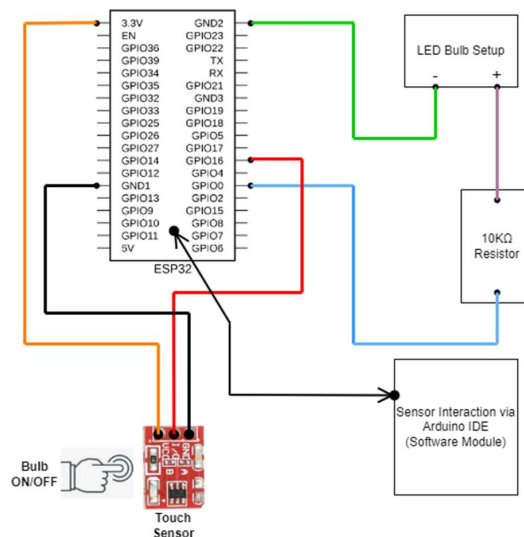 3.3V
EN
GPIO36
GPIO39
GPIO34
GPIO35
GPIO32
GPIO33
GPIO25
GPIO26
GPIO27
GPIO14
GPIO12
GND1
GPIO13
GPIO9
GPIO10
GPIO11
5V
GND2
GPIO23
GPIO22
TX
RX
GPIO21
GND3
GPIO19
GPIO18
GPIO5
GPIO17
GPIO16
GPIO4
GPIO0
GPIO2
GPIO15
GPIO8
GPIO7
GPIO6
ESP32
LED Bulb Setup
- +
10KΩ
Resistor
Sensor Interaction via
Arduino IDE
(Software Module)
Bulb
ON/OFF
VCC
I/O
GND
B
A
Touch
Sensor